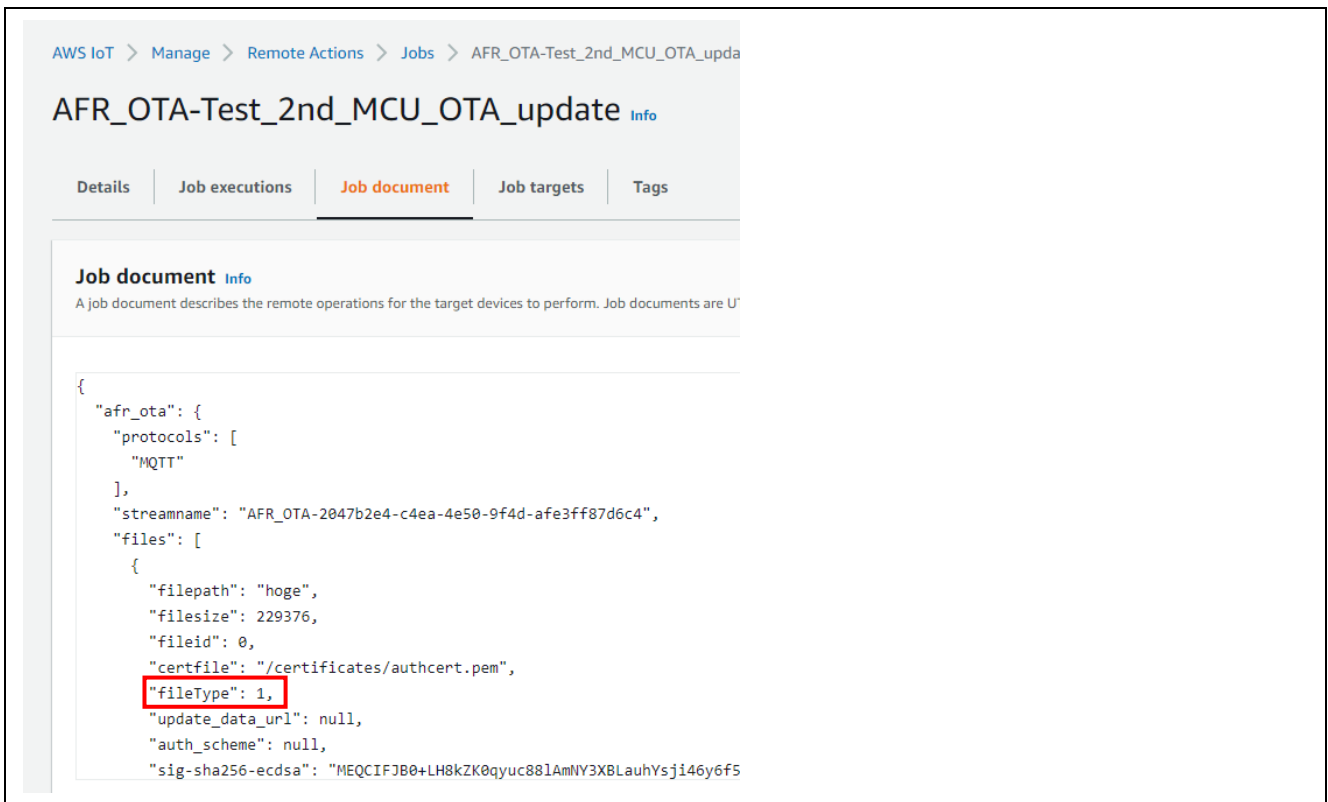 AWS IoT > Manage > Remote Actions > Jobs > AFR_OTA-Test_2nd_MCU_OTA_upda
AFR_OTA-Test_2nd_MCU_OTA_update Info
Details Job executions Job document Job targets Tags
Job document Info
A job document describes the remote operations for the target devices to perform. Job documents are U
{
"afr_ota": {
"protocols": [
"MQTT"
],
"streamname": "AFR_OTA-2047b2e4-c4ea-4e50-9f4d-afe3ff87d6c4",
"files": [
{
"filepath": "hoge",
"filesize": 229376,
"fileid": 0,
"certfile": "/certificates/authcert.pem",
"fileType": 1,
"update_data_url": null,
"auth_scheme": null,
"sig-sha256-ecdsa": "MEQCIFJB0+LH8kZK0qyuc88lAmNY3XBLauhYsji46y6f5